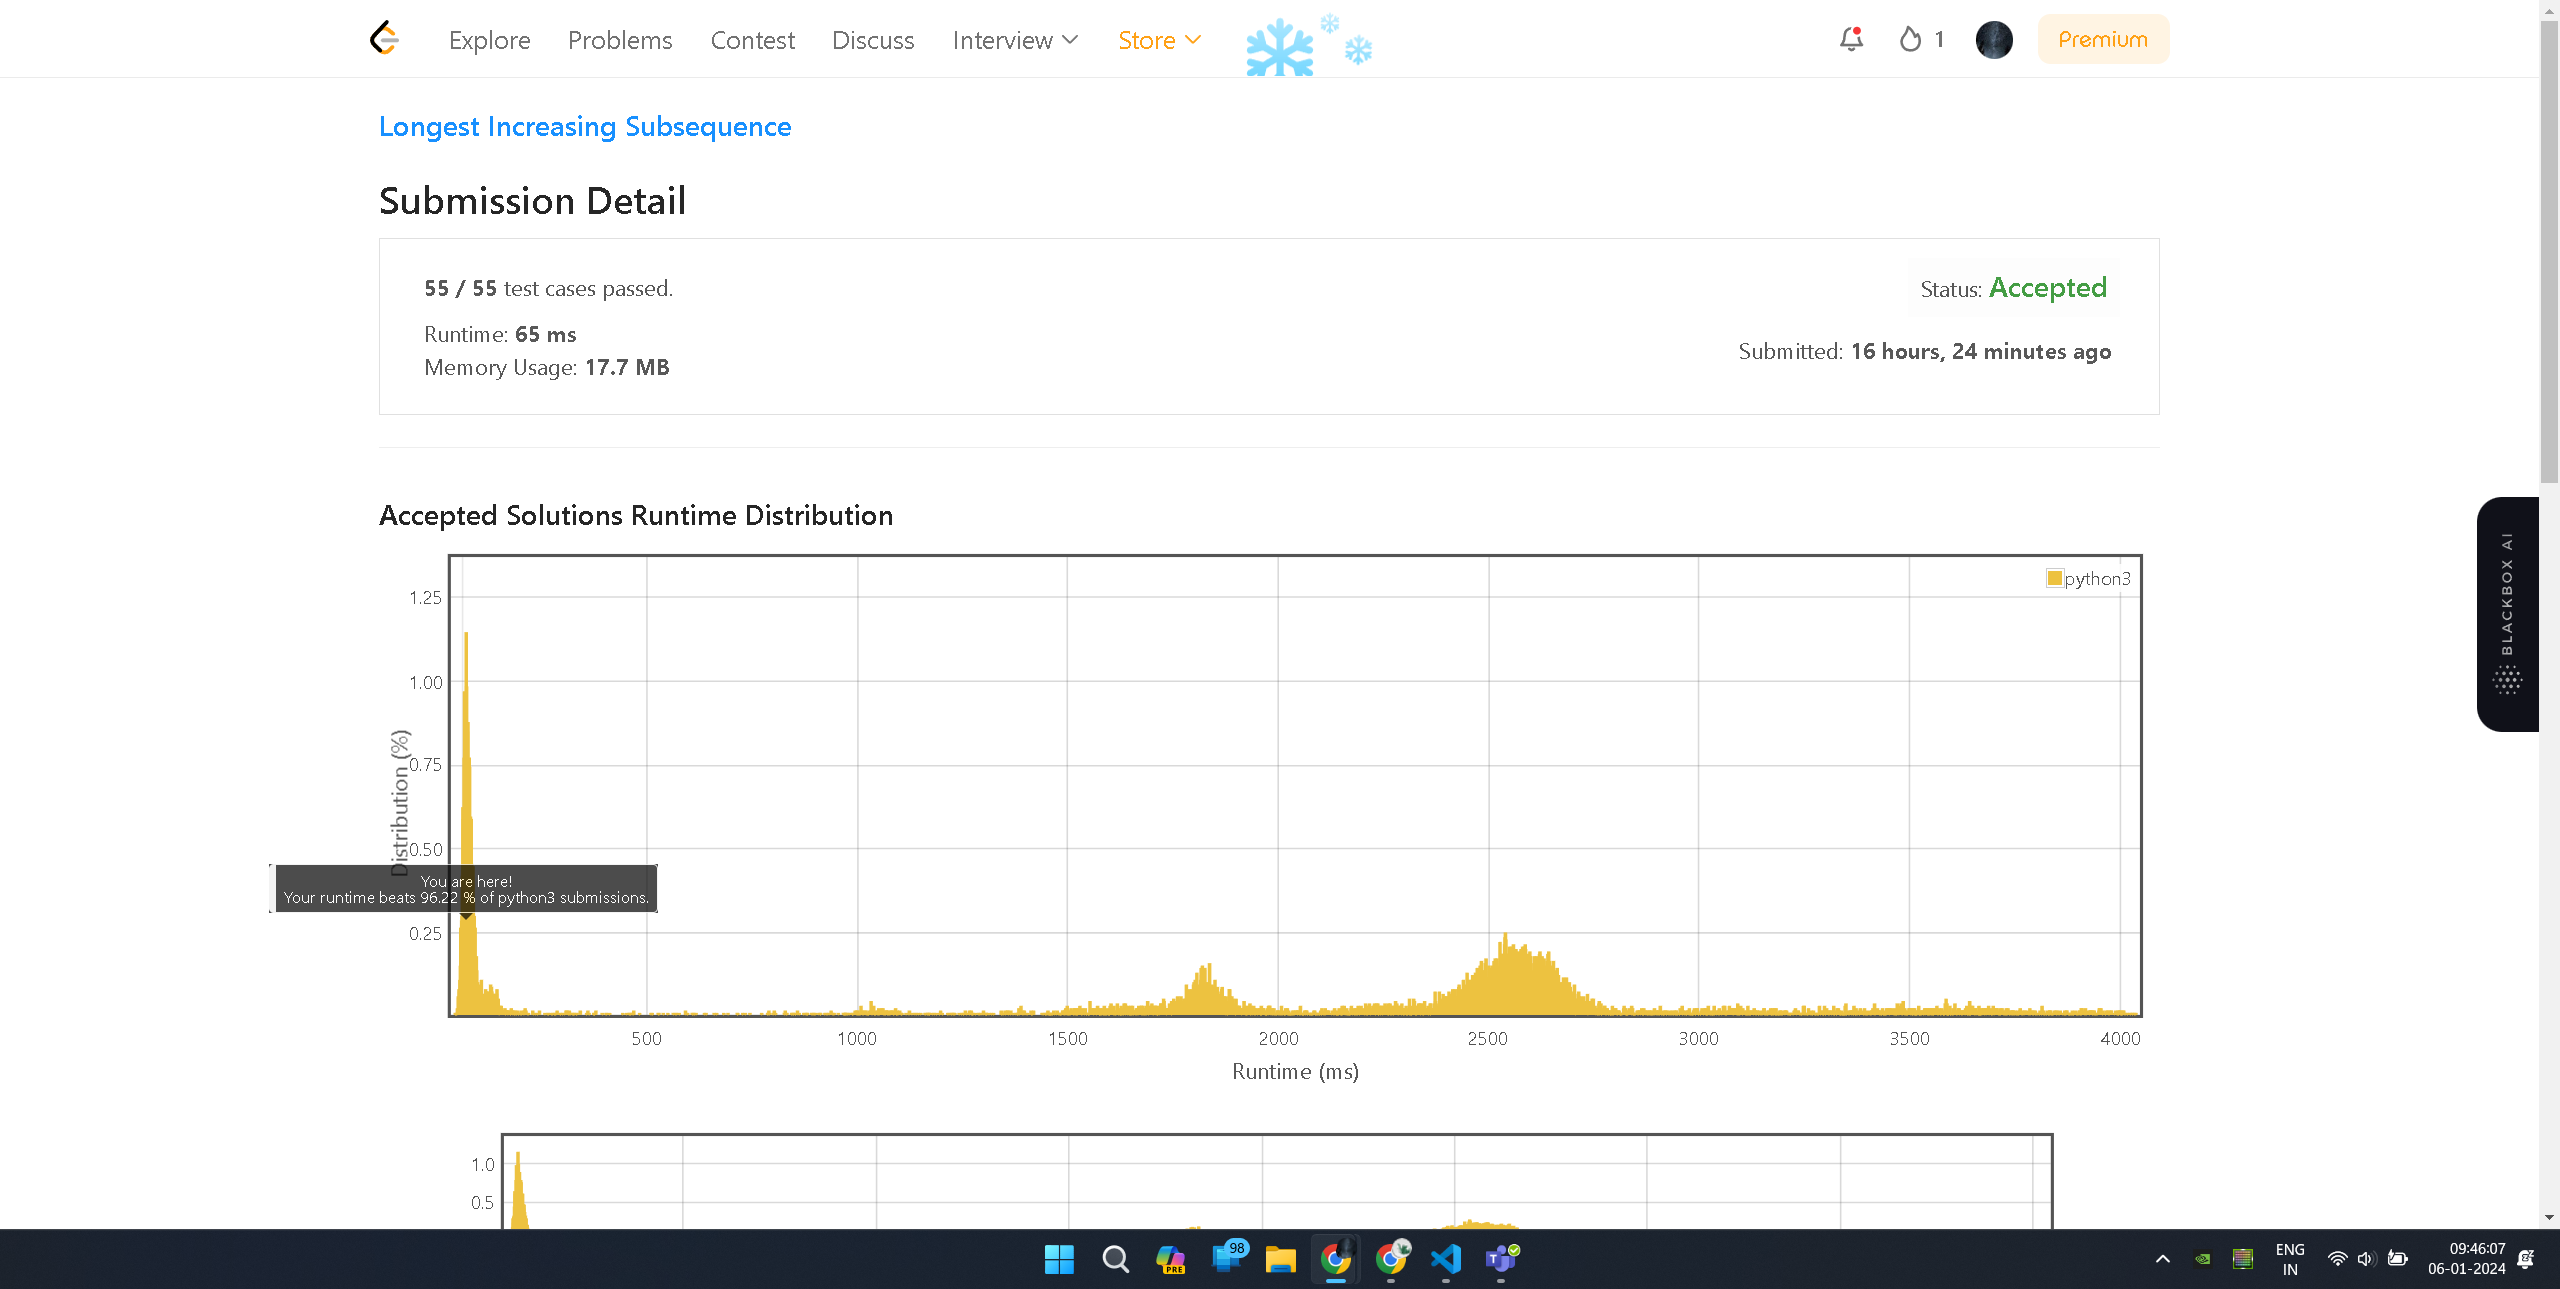 Explore Problems Contest Discuss Interview Store 1 Premium
Longest Increasing Subsequence
Submission Detail
55 / 55 test cases passed.
Status: Accepted
Runtime: 65 ms
Submitted: 16 hours, 24 minutes ago
Memory Usage: 17.7 MB
Accepted Solutions Runtime Distribution
python3
1.25
1.00
0.75
0.50
0.25
Distribution (%)
You are here!
Your runtime beats 96.22 % of python3 submissions.
500 1000 1500 2000 2500 3000 3500 4000
Runtime (ms)
1.0
0.5
BLACKBOX AI
PRE
98
ENG
IN
09:46:07
06-01-2024